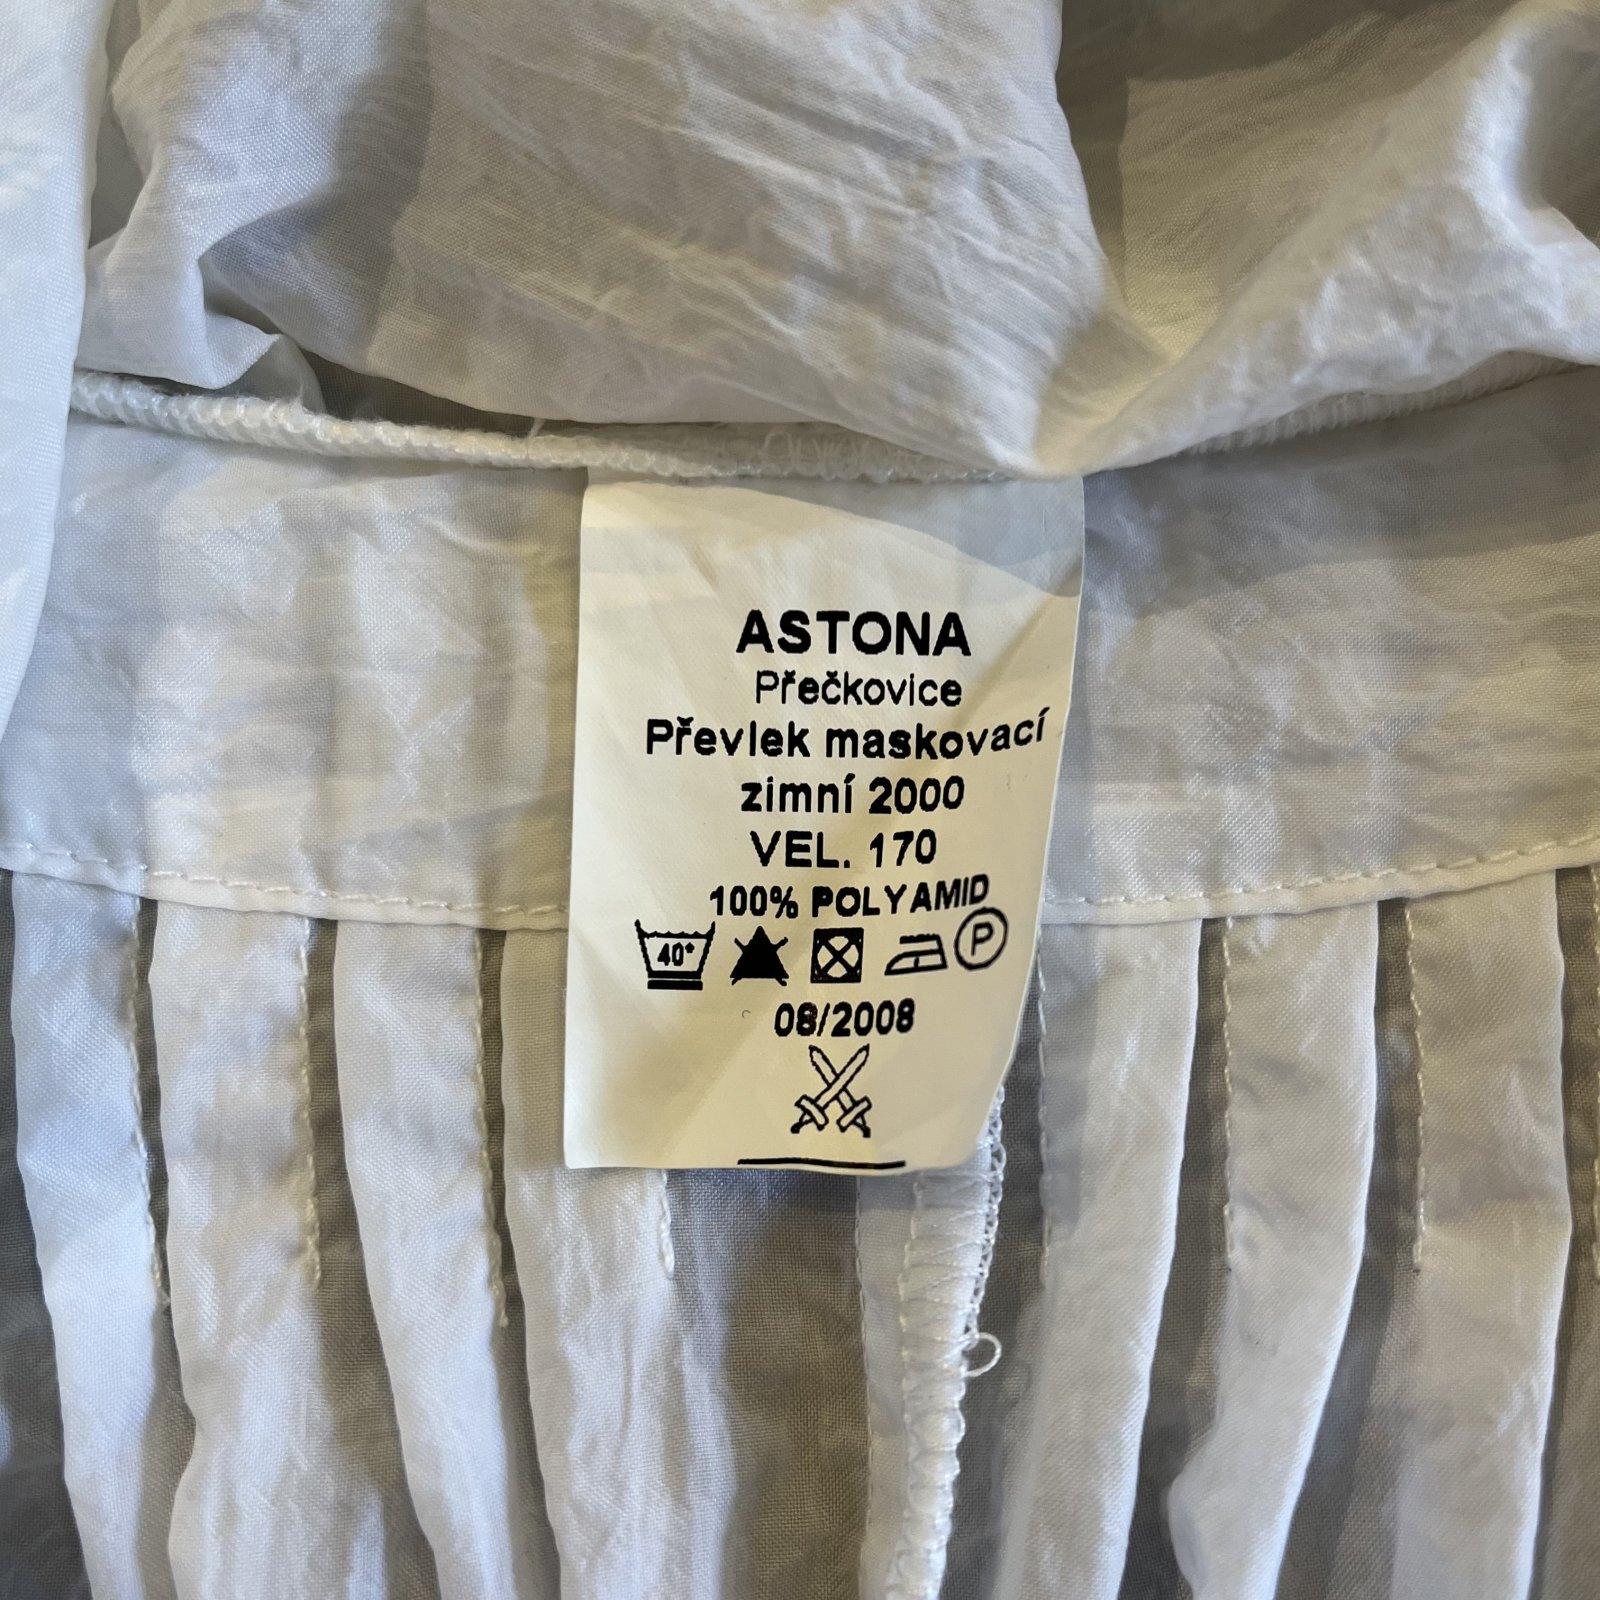 ASTONA
Přečkovice
Převlek maskovací
zimní 2000
VEL. 170
100% POLYAMID
40° P
08/2008